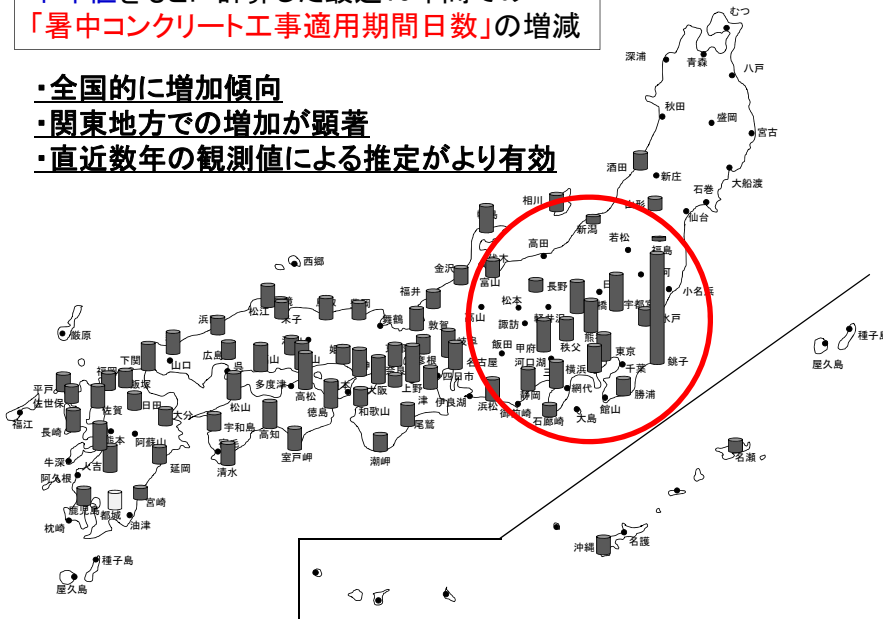 「暑中コンクリート工事適用期間日数」の増減
・全国的に増加傾向
・関東地方での増加が顕著
・直近数年の観測値による推定がより有効
むつ
深浦
青森
八戸
秋田
盛岡
宮古
酒田
新庄
大船渡
石巻
仙台
相川
新潟
若松
福島
高田
小名浜
金沢
富山
西郷
長野
松本
福井
高山
軽井沢
諏訪
水戸
松江
米子
舞鶴
敦賀
飯田
甲府
秩父
東京
銚子
厳原
浜
広島
呉
下関
山口
名古屋
河口湖
横浜
千葉
屋久島
種子島
平戸
飯塚
多度津
高松
大阪
奈良
上野
彦根
四日市
津
伊良湖
浜松
静岡
御前崎
網代
勝浦
佐世保
佐賀
日田
大分
松山
徳島
和歌山
石廊崎
大島
館山
福江
長崎
熊本
阿蘇山
宇和島
高知
尾鷲
室戸岬
潮岬
名瀬
牛深
人吉
延岡
清水
阿久根
鹿児島
都城
宮崎
枕崎
油津
沖縄
名護
種子島
屋久島